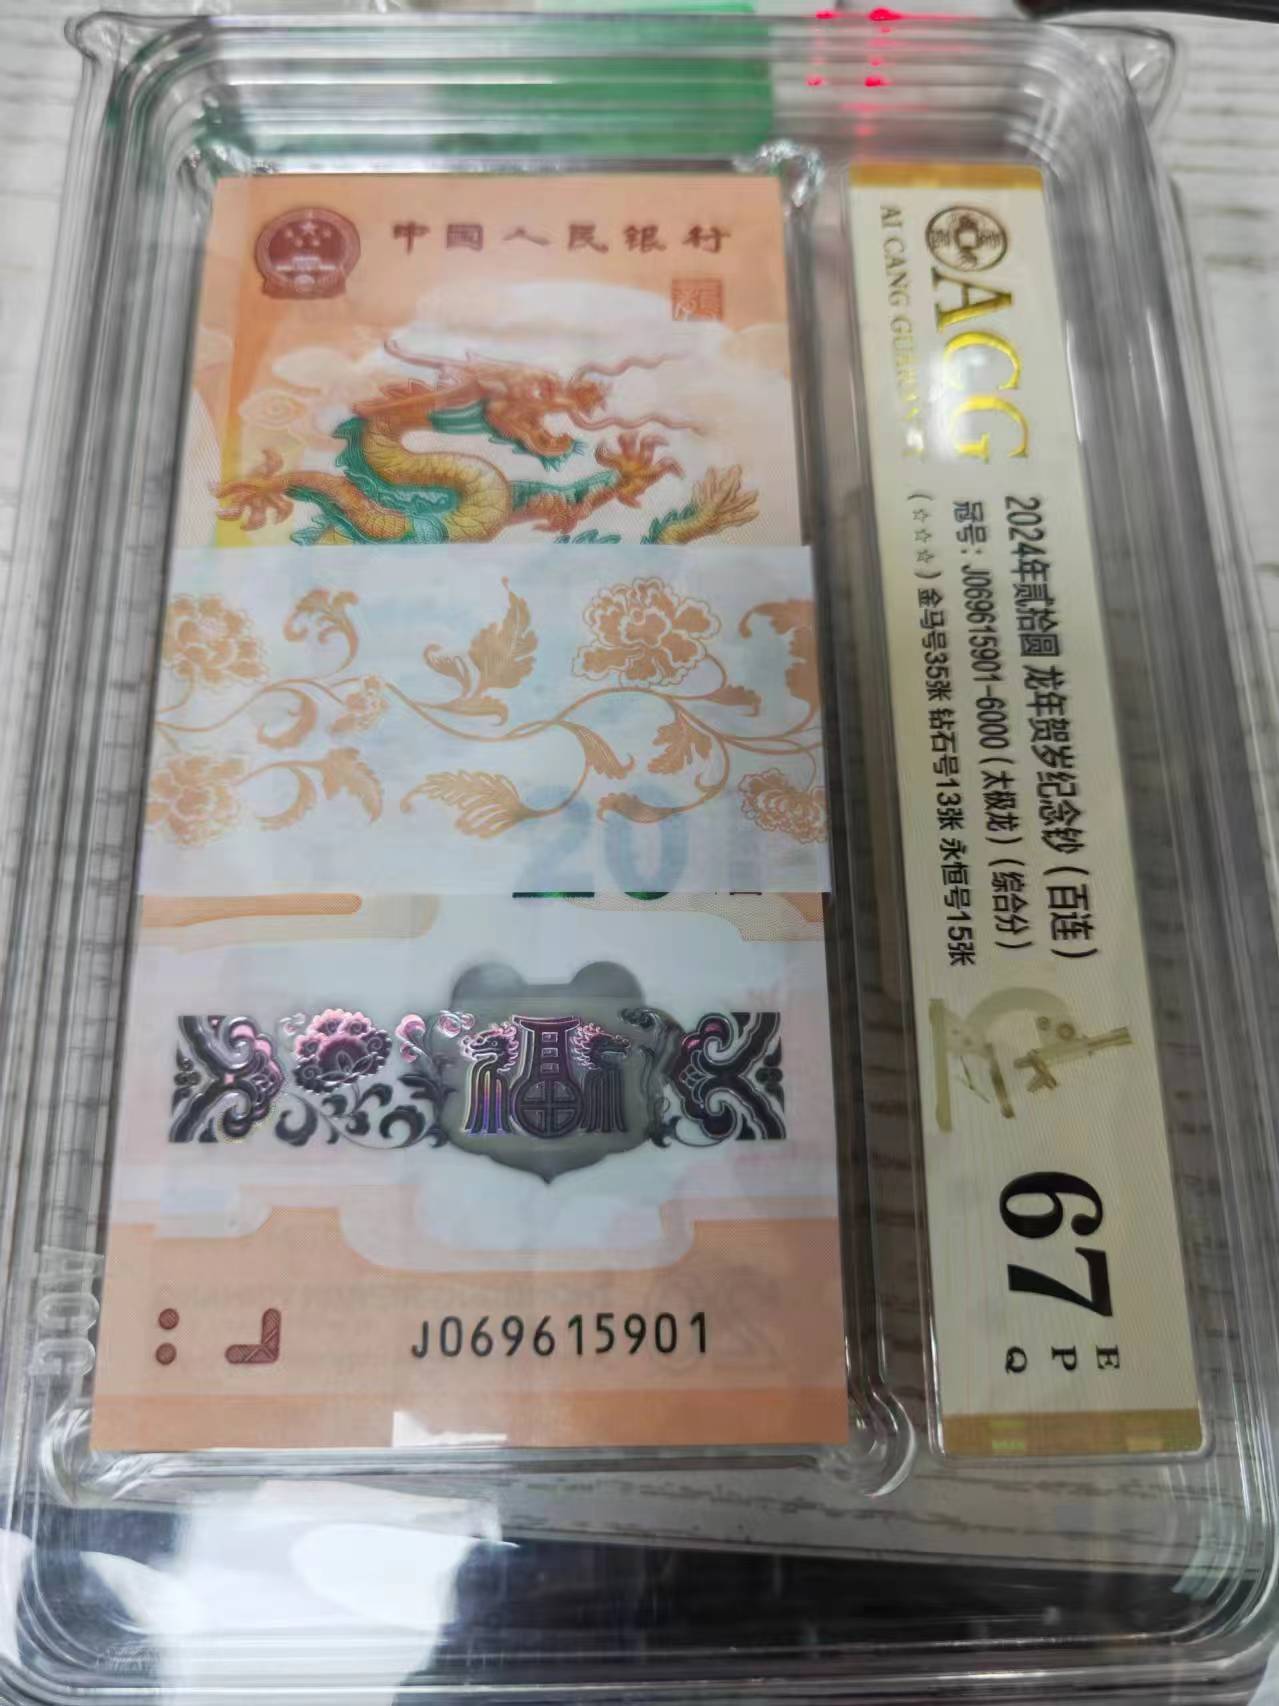 中国人民银行
20
J069615901
ACG
AI CANG GU
2024年贰拾圆 龙年贺岁纪念钞（百连）
冠号：J069615901-6000（太极龙）（综合分）
（☆☆☆）金马号35张 钻石号13张 永恒号15张
67
E
P
Q
福
ACG